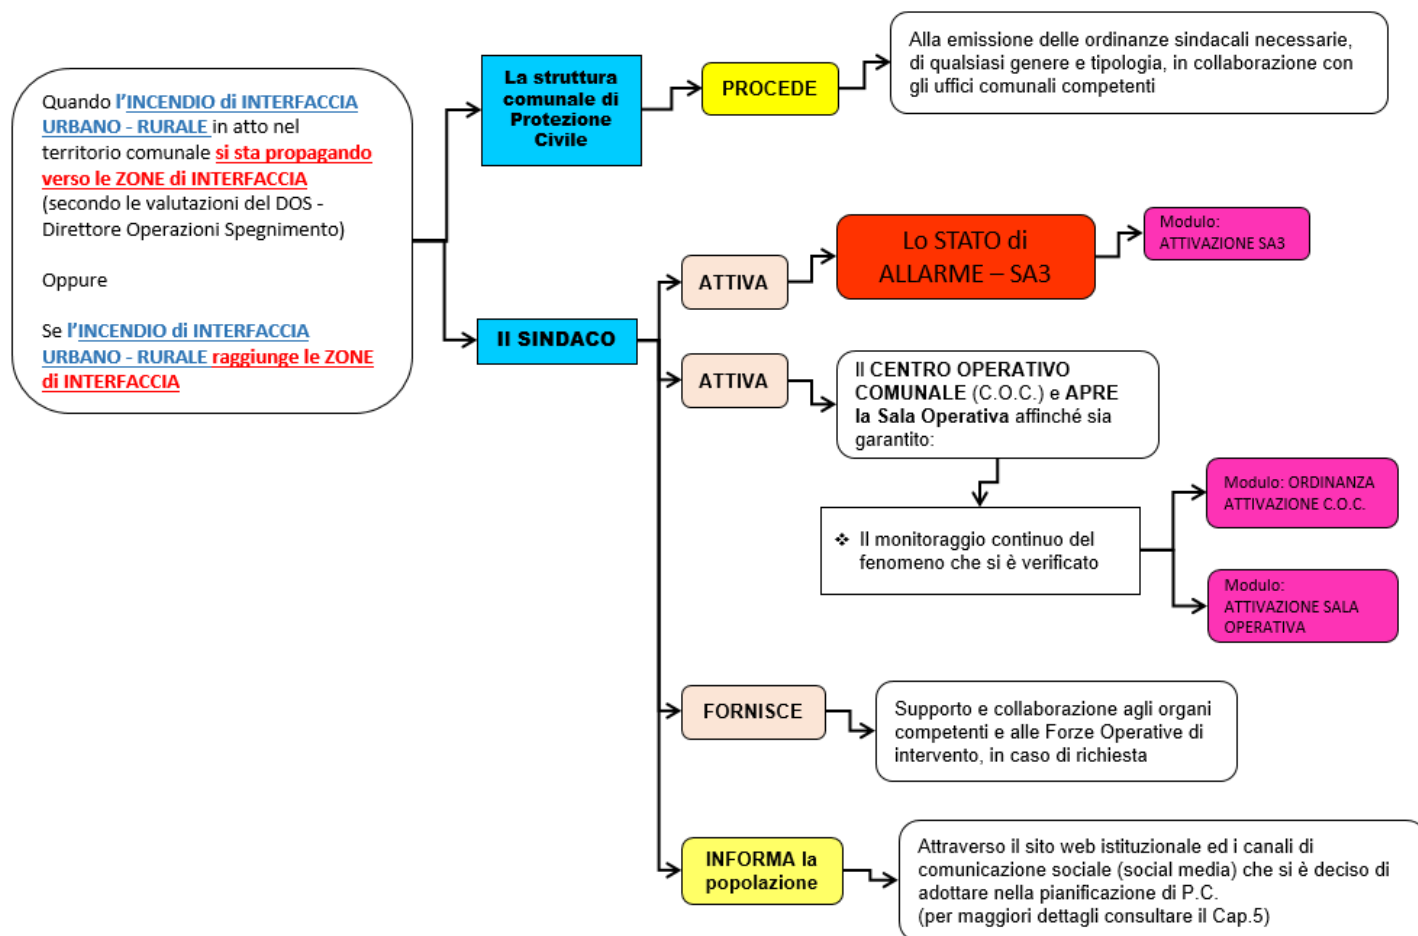 Quando l'INCENDIO di INTERFACCIA
URBANO - RURALE in atto nel
territorio comunale si sta propagando
verso le ZONE di INTERFACCIA
(secondo le valutazioni del DOS -
Direttore Operazioni Spegnimento)
Oppure
Se l'INCENDIO di INTERFACCIA
URBANO - RURALE raggiunge le ZONE
di INTERFACCIA
La struttura
comunale di
Protezione
Civile
PROCEDE
Alla emissione delle ordinanze sindacali necessarie,
di qualsiasi genere e tipologia, in collaborazione con
gli uffici comunali competenti
Il SINDACO
ATTIVA
Lo STATO di
ALLARME – SA3
Modulo:
ATTIVAZIONE SA3
ATTIVA
Il CENTRO OPERATIVO
COMUNALE (C.O.C.) e APRE
la Sala Operativa affinché sia
garantito:
❖ Il monitoraggio continuo del
fenomeno che si è verificato
Modulo: ORDINANZA
ATTIVAZIONE C.O.C.
Modulo:
ATTIVAZIONE SALA
OPERATIVA
FORNISCE
Supporto e collaborazione agli organi
competenti e alle Forze Operative di
intervento, in caso di richiesta
INFORMA la
popolazione
Attraverso il sito web istituzionale ed i canali di
comunicazione sociale (social media) che si è deciso di
adottare nella pianificazione di P.C.
(per maggiori dettagli consultare il Cap.5)